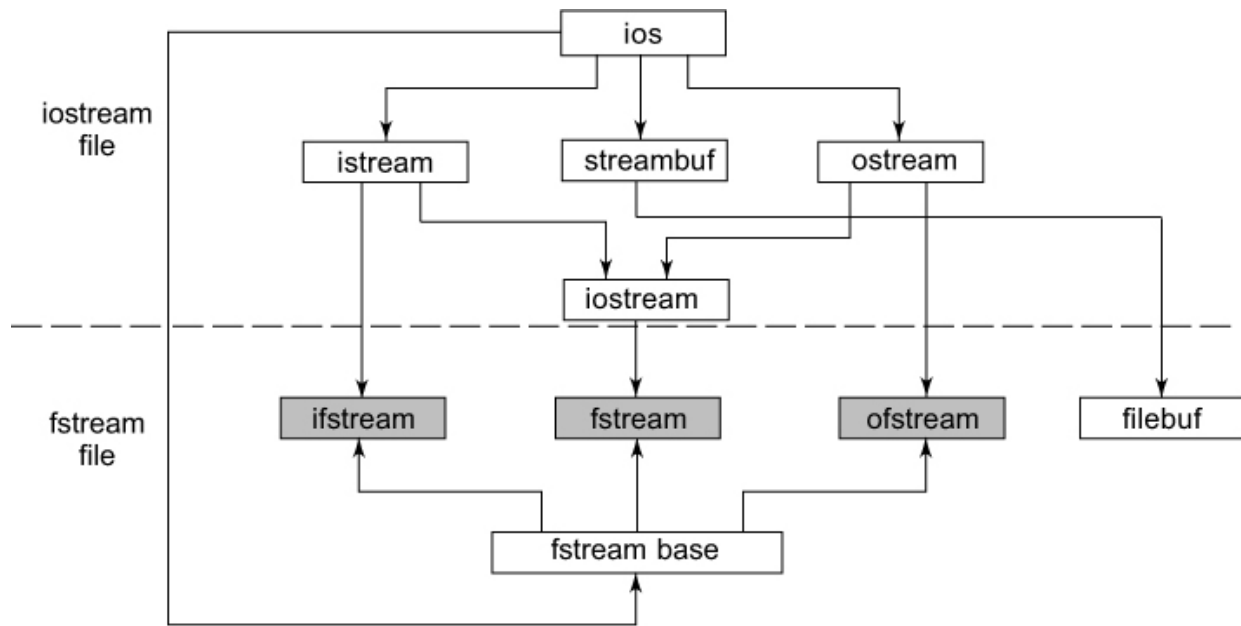 ios
iostream
file
istream
streambuf
ostream
iostream
fstream
file
ifstream
fstream
ofstream
filebuf
fstream base